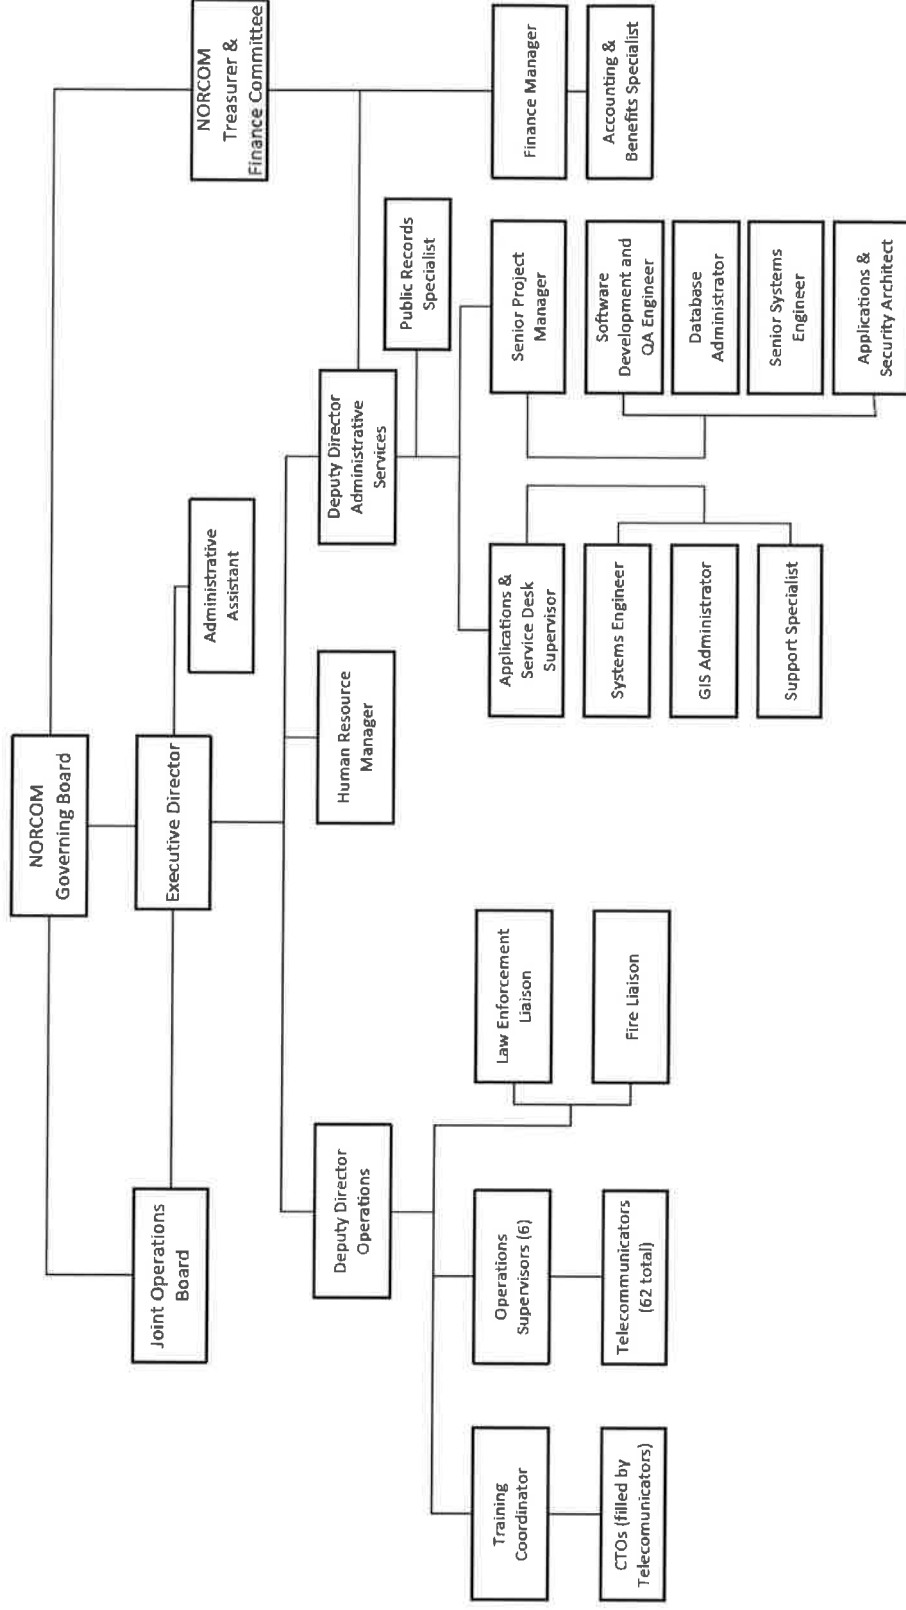 NORCOM
Governing Board
NORCOM
Treasurer &
Finance Committee
Joint Operations
Board
Executive Director
Administrative
Assistant
Deputy Director
Operations
Human Resource
Manager
Deputy Director
Administrative
Services
Public Records
Specialist
Training
Coordinator
Operations
Supervisors (6)
Law Enforcement
Liaison
Applications &
Service Desk
Supervisor
Senior Project
Manager
Finance Manager
CTOs (filled by
Telecomunicators)
Telecommunicators
(62 total)
Fire Liaison
Systems Engineer
Software
Development and
QA Engineer
Accounting &
Benefits Specialist
GIS Administrator
Database
Administrator
Support Specialist
Senior Systems
Engineer
Applications &
Security Architect